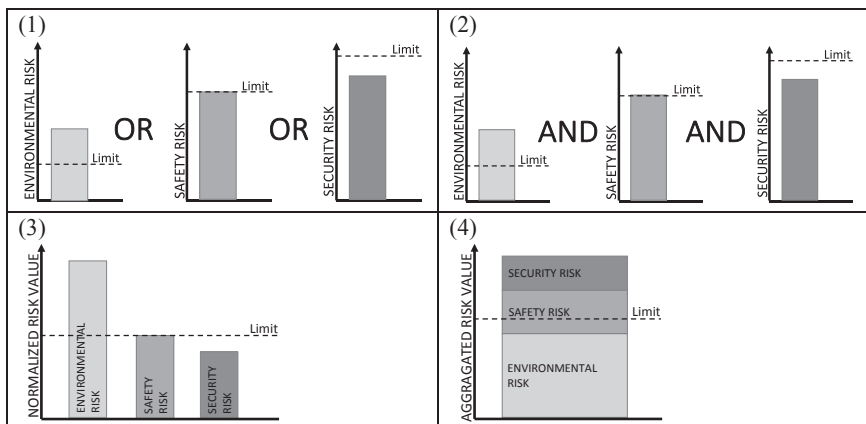 (1)
ENVIRONMENTAL RISK
Limit
OR
SAFETY RISK
Limit
OR
SECURITY RISK
Limit
(2)
ENVIRONMENTAL RISK
Limit
AND
SAFETY RISK
Limit
AND
SECURITY RISK
Limit
(3)
NORMALIZED RISK VALUE
ENVIRONMENTAL
RISK
SAFETY
RISK
SECURITY
RISK
Limit
(4)
AGGRAGATED RISK VALUE
SECURITY RISK
SAFETY RISK
Limit
ENVIRONMENTAL
RISK